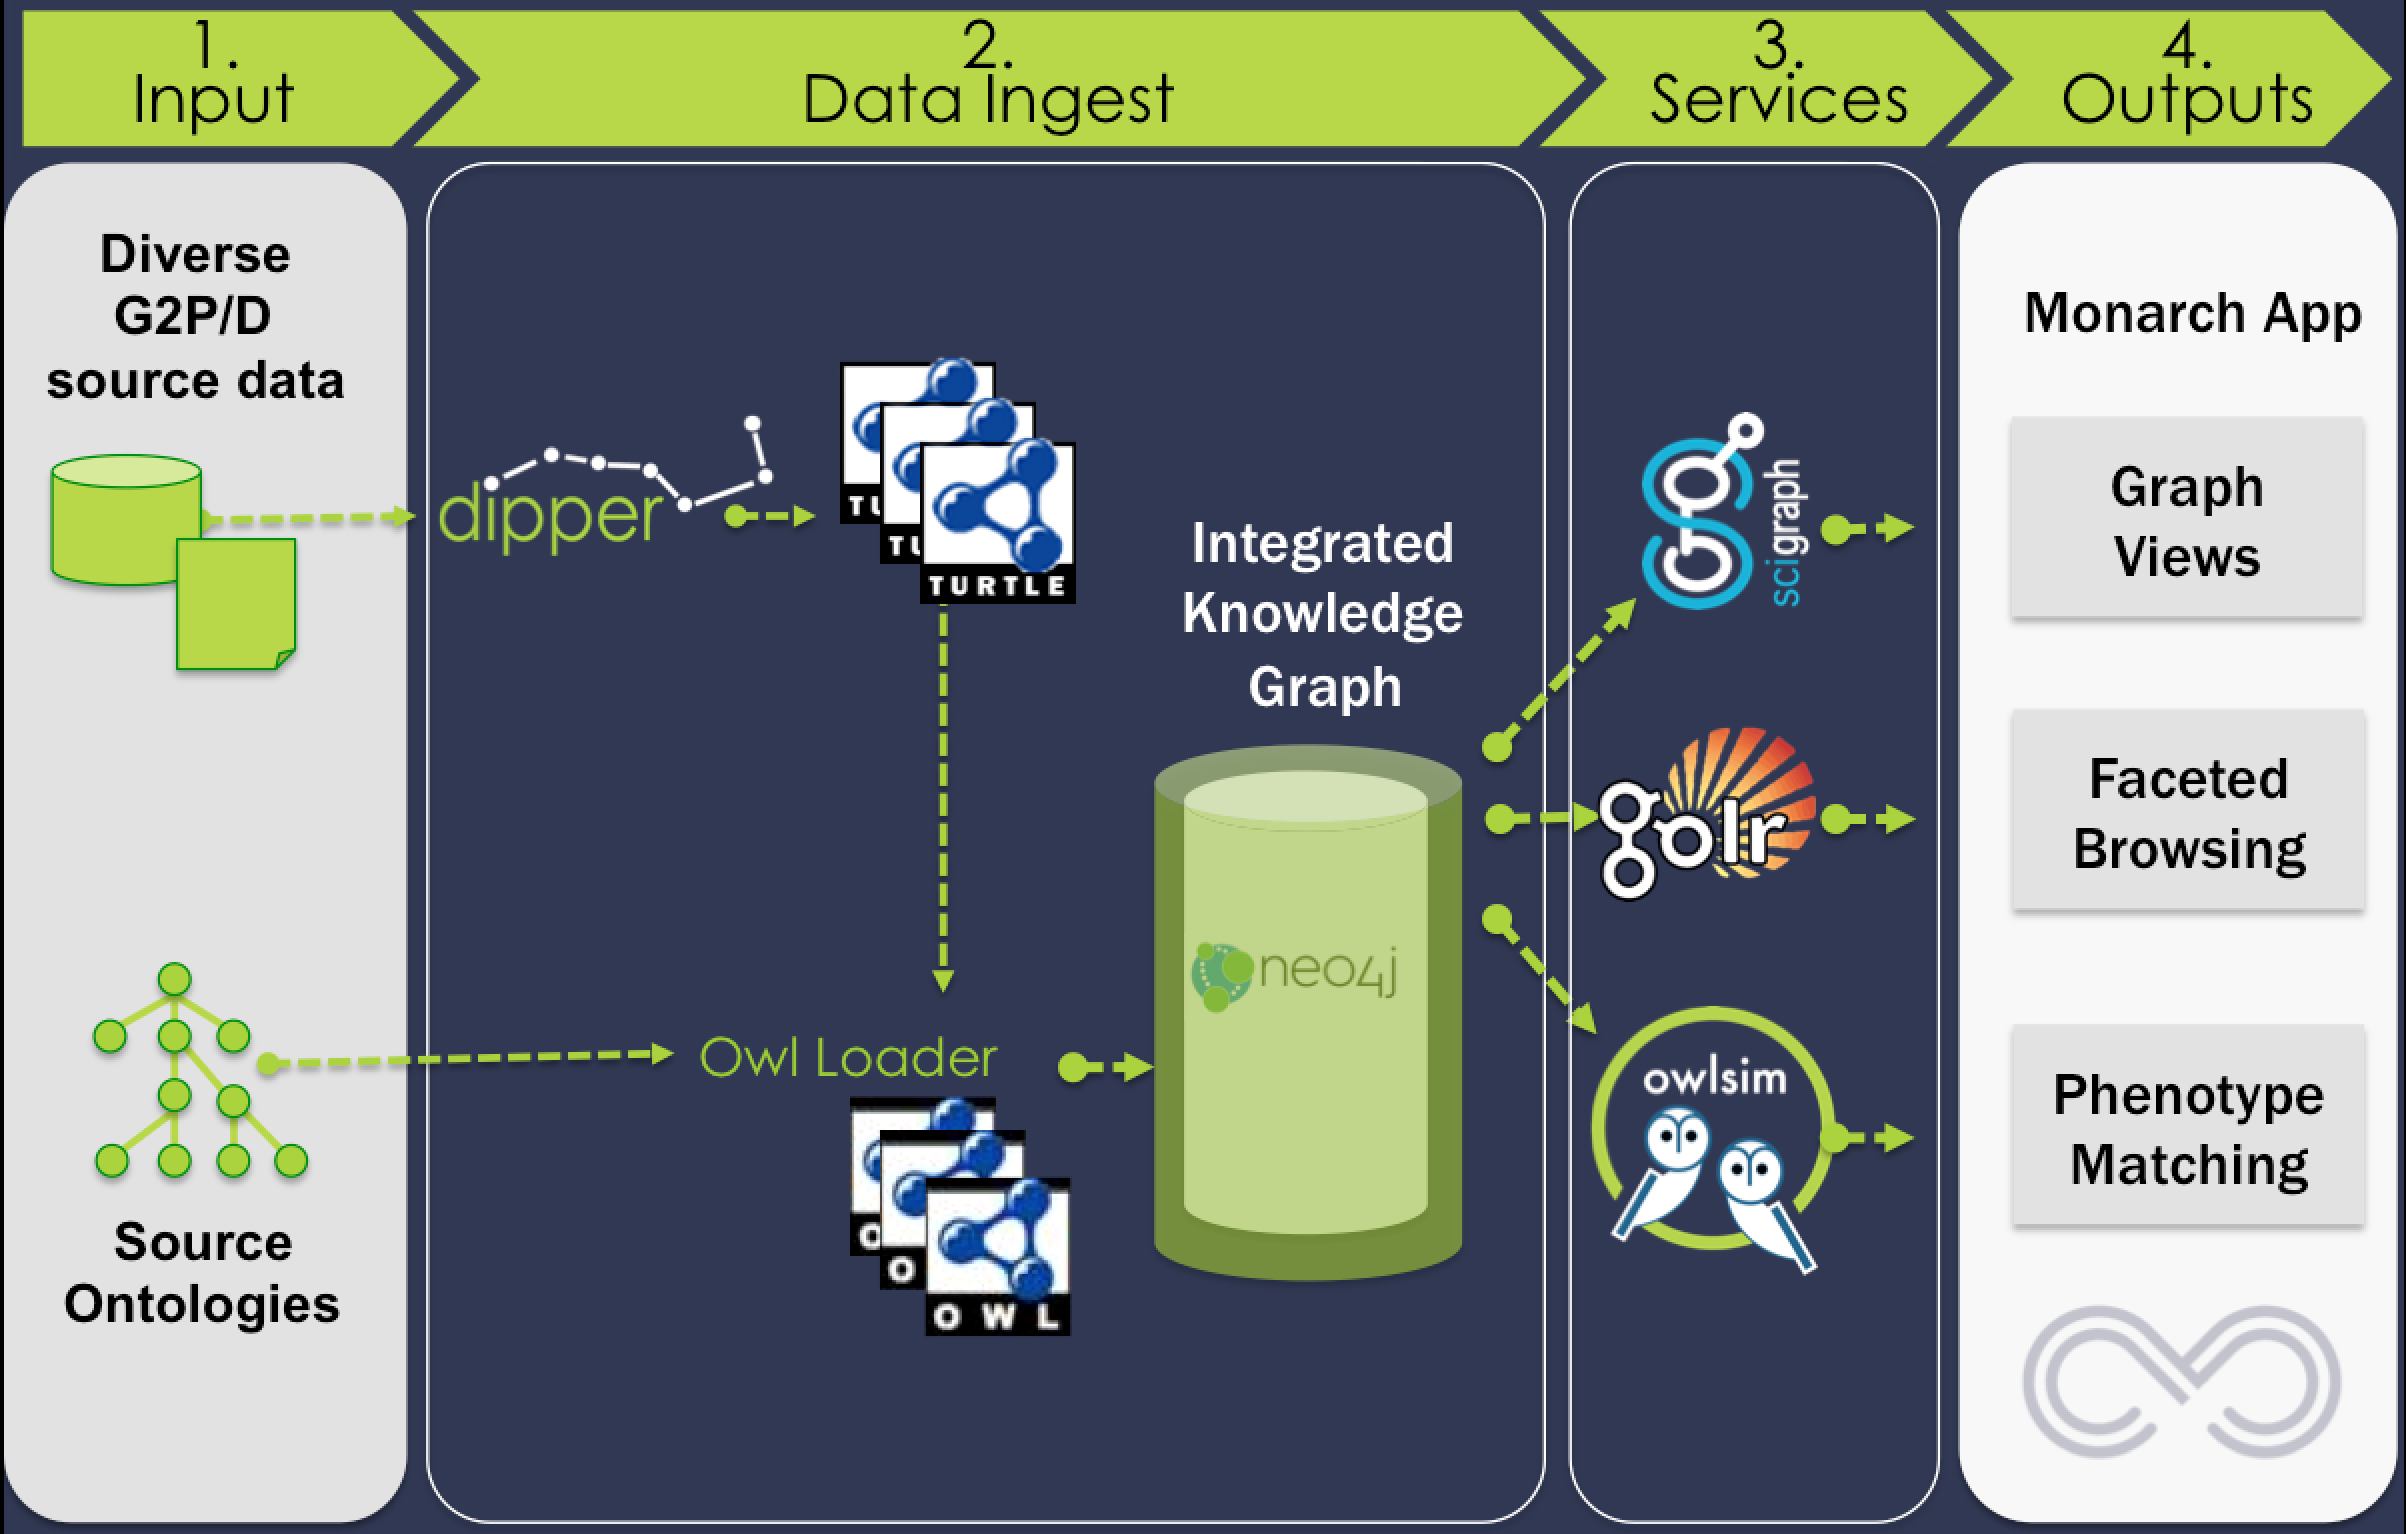 1.
Input
2.
Data Ingest
3.
Services
4.
Outputs
Diverse
G2P/D
source data
Source
Ontologies
dipper
TU
TU
TURTLE
Owl Loader
O
O
OWL
Integrated
Knowledge
Graph
neo4j
scigraph
golr
owlsim
Monarch App
Graph
Views
Faceted
Browsing
Phenotype
Matching